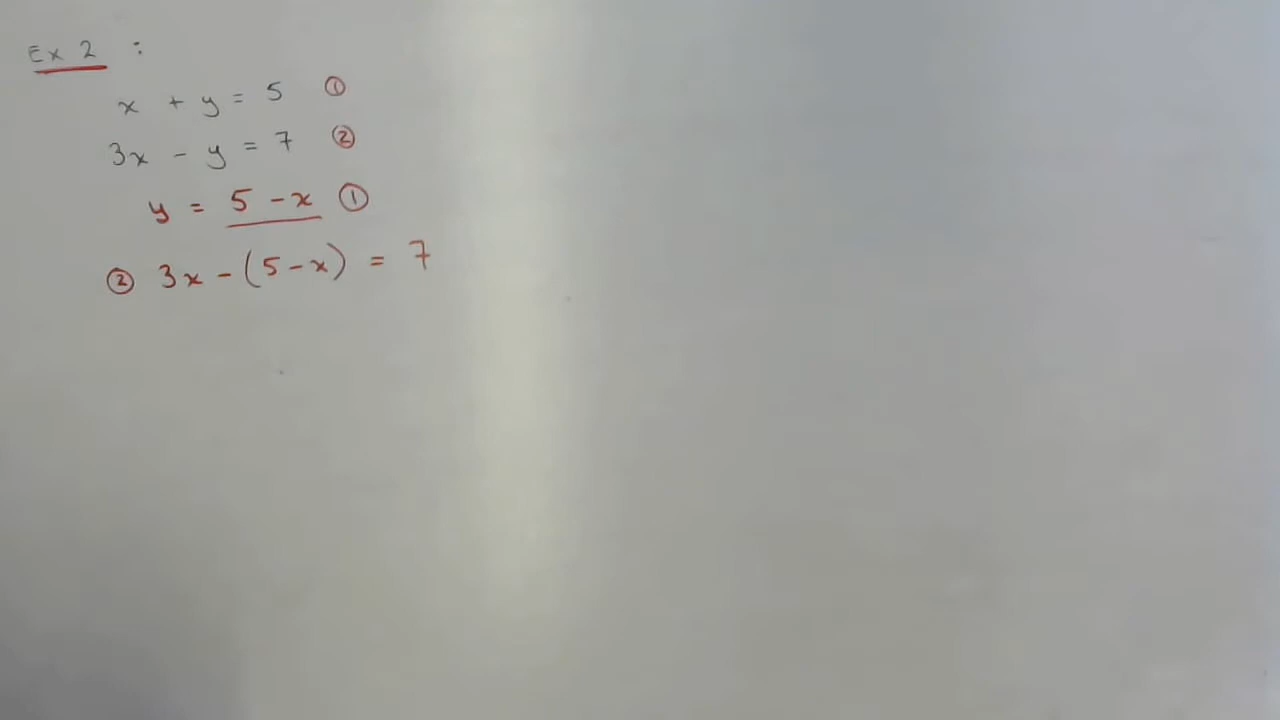 Ex 2 :
x + y = 5 ①
3x - y = 7 ②
y = 5 - x ①
② 3x - (5 - x) = 7